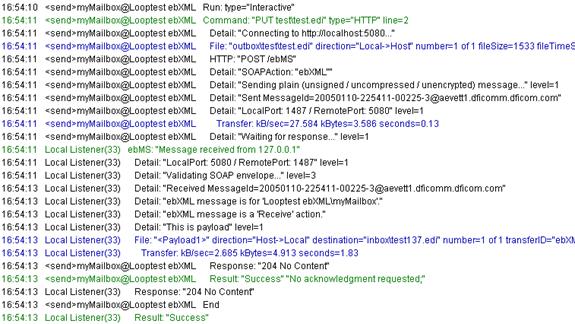 16:54:10 <send>myMailbox@Looptest ebXML Run: type="Interactive"
16:54:11 <send>myMailbox@Looptest ebXML Command: "PUT test\test.edi" type="HTTP" line=2
16:54:11 <send>myMailbox@Looptest ebXML Detail: "Connecting to http://localhost:5080..."
16:54:11 <send>myMailbox@Looptest ebXML File: "outbox\test\test.edi" direction="Local->Host" number=1 of 1 fileSize=1533 fileTimeS
16:54:11 <send>myMailbox@Looptest ebXML HTTP: "POST /ebMS"
16:54:11 <send>myMailbox@Looptest ebXML Detail: "SOAPAction: "ebXML""
16:54:11 <send>myMailbox@Looptest ebXML Detail: "Sending plain (unsigned / uncompressed / unencrypted) message..." level=1
16:54:11 <send>myMailbox@Looptest ebXML Detail: "Sent MessageId=20050110-225411-00225-3@aevett1.dficomm.dficomm.com"
16:54:11 <send>myMailbox@Looptest ebXML Detail: "LocalPort: 1487 / RemotePort: 5080" level=1
16:54:11 <send>myMailbox@Looptest ebXML Transfer: kB/sec=27.584 kBytes=3.586 seconds=0.13
16:54:11 <send>myMailbox@Looptest ebXML Detail: "Waiting for response..." level=1
16:54:11 Local Listener(33) ebMS: "Message received from 127.0.0.1"
16:54:13 Local Listener(33) Detail: "LocalPort: 5080 / RemotePort: 1487" level=1
16:54:13 Local Listener(33) Detail: "Validating SOAP envelope..." level=3
16:54:13 Local Listener(33) Detail: "Received MessageId=20050110-225411-00225-3@aevett1.dficomm.dficomm.com"
16:54:13 Local Listener(33) Detail: "ebXML message is for 'Looptest ebXML\myMailbox'."
16:54:13 Local Listener(33) Detail: "ebXML message is a 'Receive' action."
16:54:13 Local Listener(33) Detail: "This is payload" level=1
16:54:13 Local Listener(33) File: "<Payload1>" direction="Host->Local" destination="inbox\test137.edi" number=1 of 1 transferID="ebXM
16:54:13 Local Listener(33) Transfer: kB/sec=2.685 kBytes=4.913 seconds=1.83
16:54:13 <send>myMailbox@Looptest ebXML Response: "204 No Content"
16:54:13 <send>myMailbox@Looptest ebXML Result: "Success" "No acknowledgment requested;"
16:54:13 Local Listener(33) Response: "204 No Content"
16:54:13 <send>myMailbox@Looptest ebXML End
16:54:13 Local Listener(33) Result: "Success"